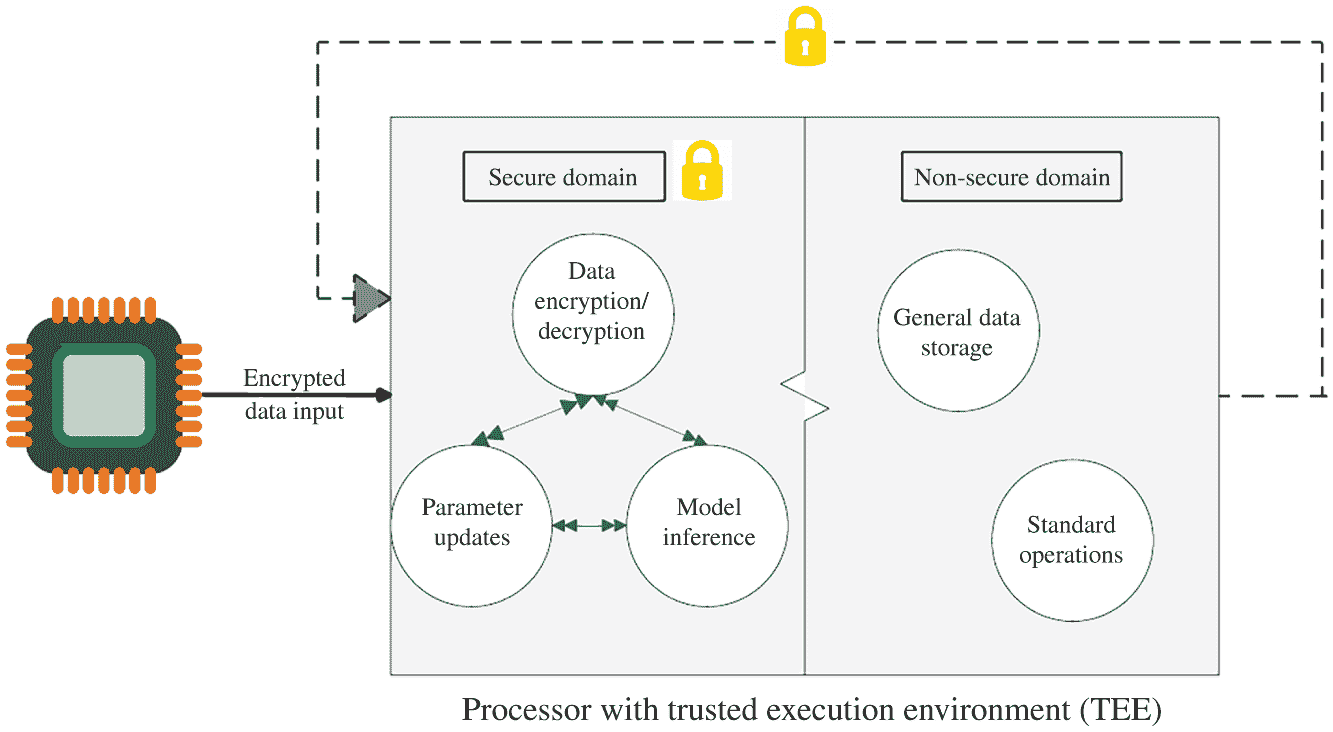 Secure domain
Non-secure domain
Data
encryption/
decryption
General data
storage
Encrypted
data input
Parameter
updates
Model
inference
Standard
operations
Processor with trusted execution environment (TEE)